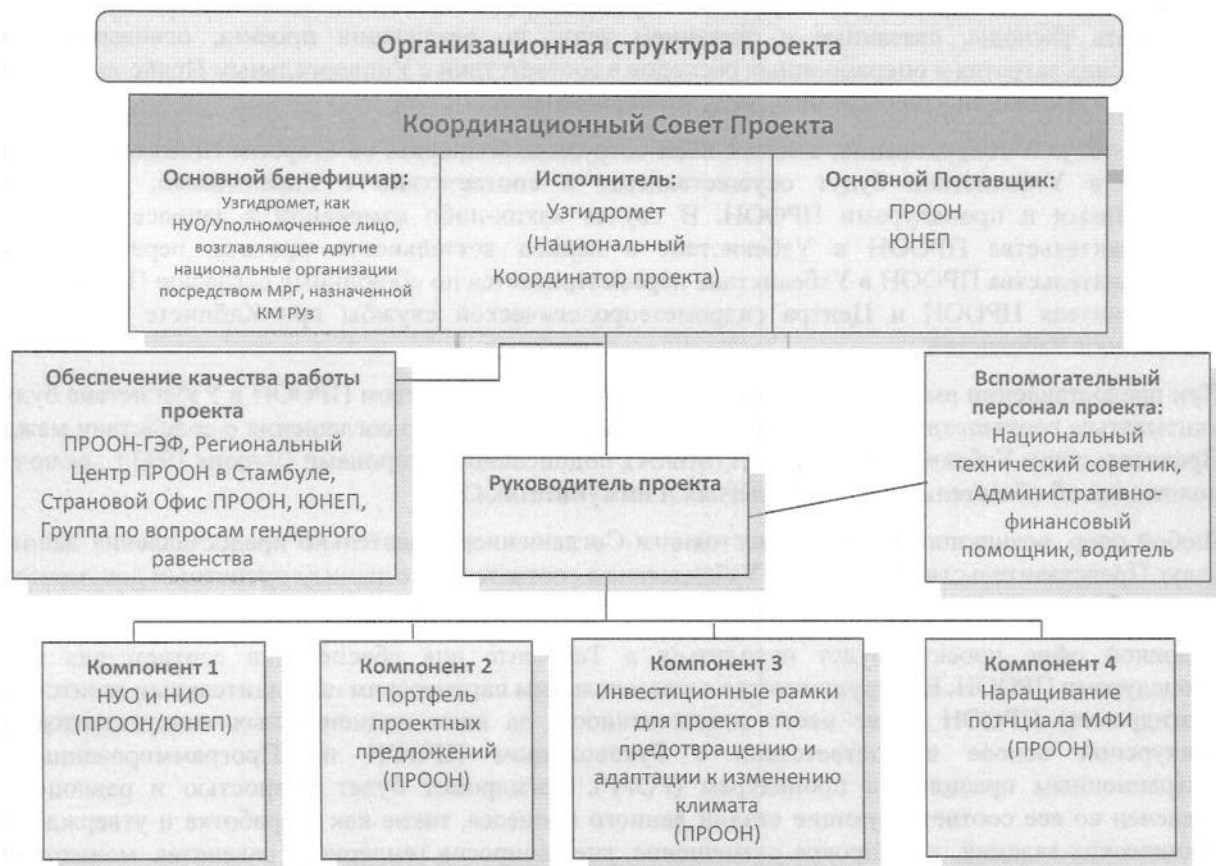 Организационная структура проекта
Координационный Совет Проекта
Основной бенефициар:
Узгидромет, как
НУО/Уполномоченное лицо,
возглавляющее другие
национальные организации
посредством МРГ, назначенной
КМ РУз
Исполнитель:
Узгидромет
(Национальный
Координатор проекта)
Основной Поставщик:
ПРООН
ЮНЕП
Обеспечение качества работы
проекта
ПРООН-ГЭФ, Региональный
Центр ПРООН в Стамбуле,
Страновой Офис ПРООН, ЮНЕП,
Группа по вопросам гендерного
равенства
Руководитель проекта
Вспомогательный
персонал проекта:
Национальный
технический советник,
Административно-
финансовый
помощник, водитель
Компонент 1
НУО и НИО
(ПРООН/ЮНЕП)
Компонент 2
Портфель
проектных
предложений
(ПРООН)
Компонент 3
Инвестиционные рамки
для проектов по
предотвращению и
адаптации к изменению
климата
(ПРООН)
Компонент 4
Наращивание
потнциала МФИ
(ПРООН)